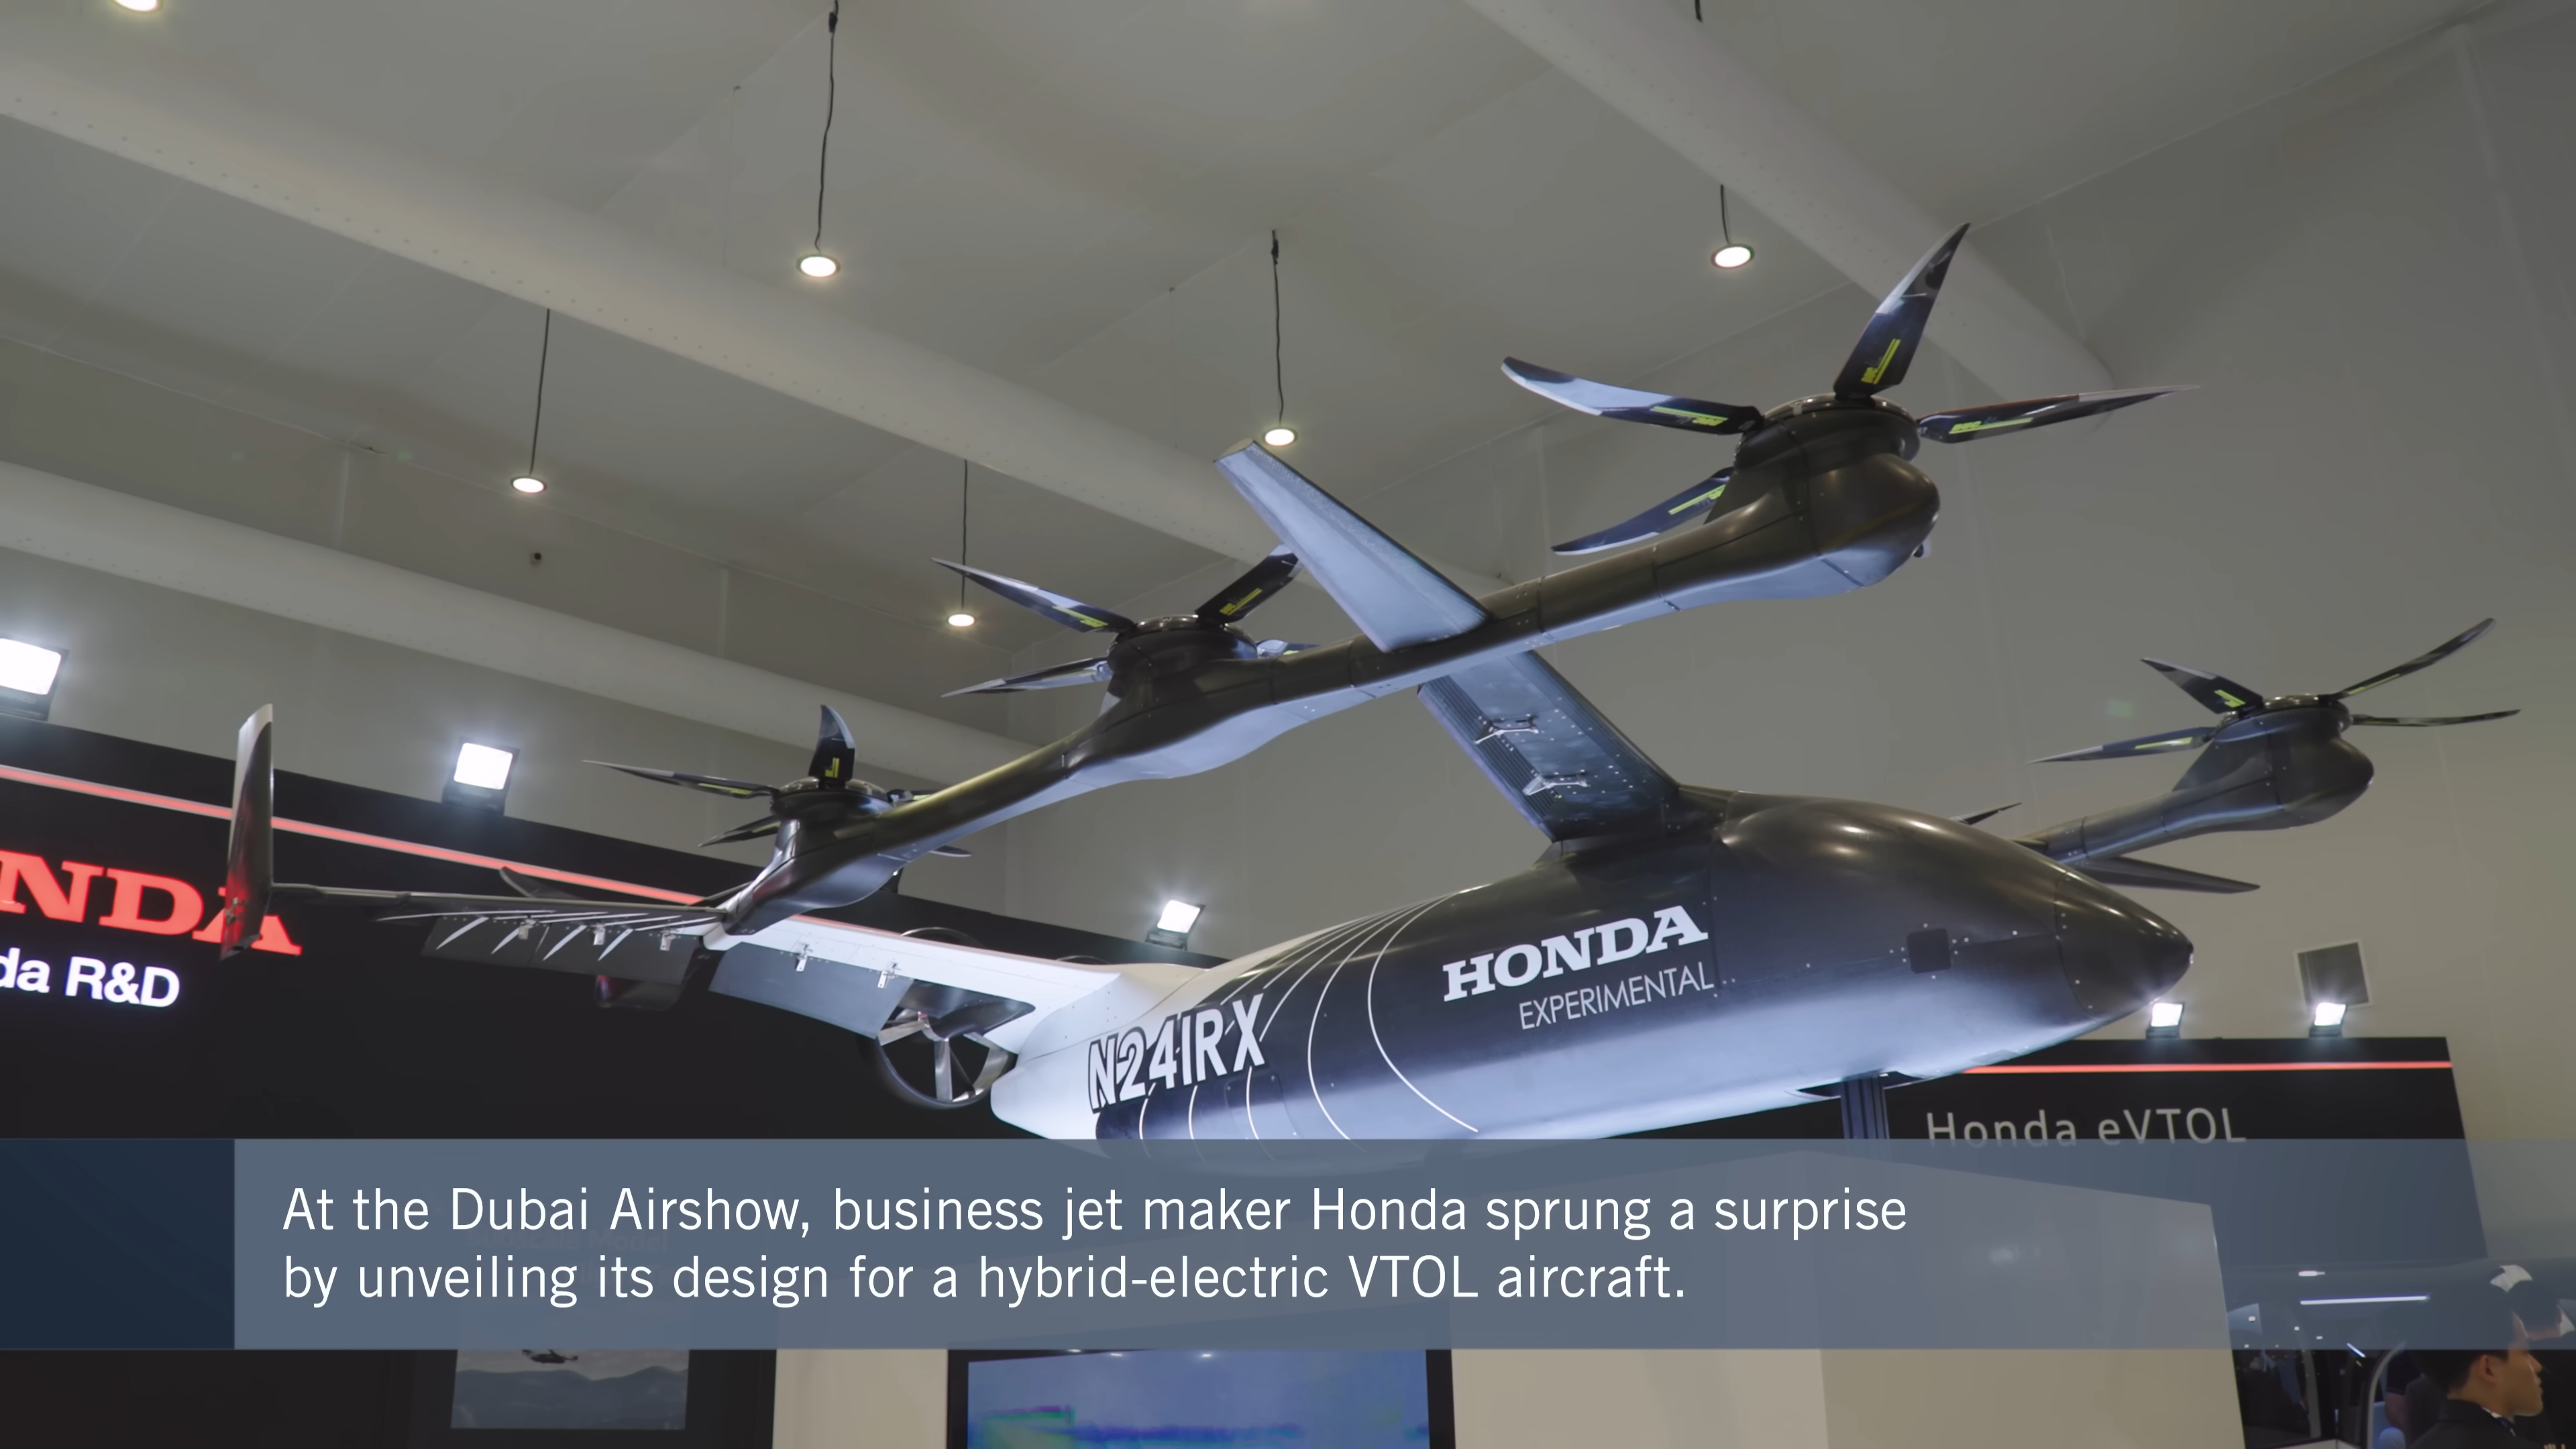 NDA
da R&D
HONDA
EXPERIMENTAL
N241RX
Honda eVTOL
At the Dubai Airshow, business jet maker Honda sprung a surprise
by unveiling its design for a hybrid-electric VTOL aircraft.